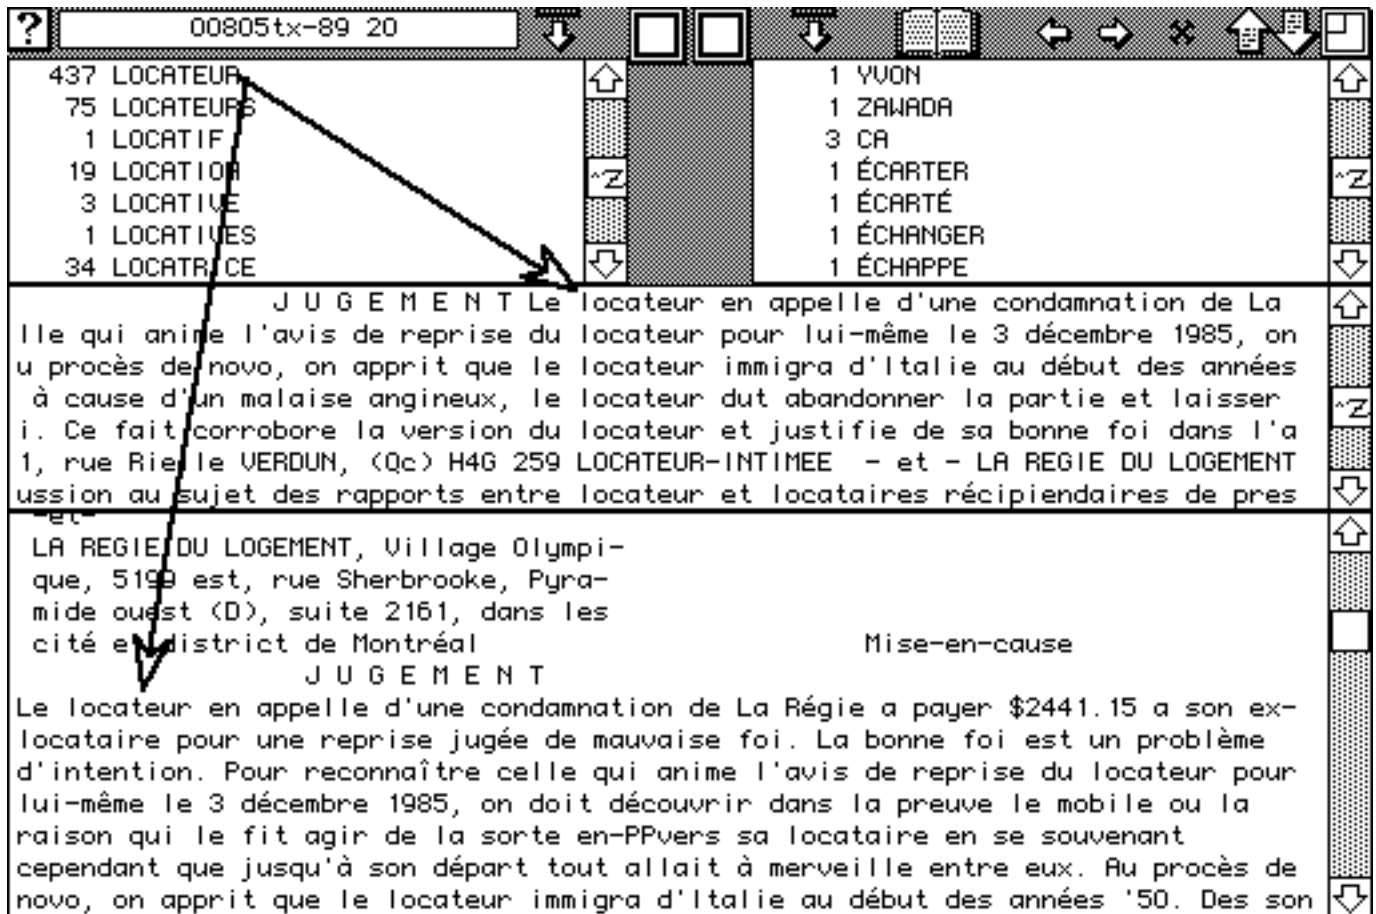 ?
00805tx-89 20
437 LOCATEUR
75 LOCATEURS
1 LOCATIF
19 LOCATION
3 LOCATIVE
1 LOCATIVES
34 LOCATRICE
^Z
1 YVON
1 ZAWADA
3 CA
1 ÉCARTER
1 ÉCARTÉ
1 ÉCHANGER
1 ÉCHAPPE
^Z
J U G E M E N T Le locateur en appelle d'une condamnation de La
lle qui anime l'avis de reprise du locateur pour lui-même le 3 décembre 1985, on
u procès de novo, on apprit que le locateur immigra d'Italie au début des années
à cause d'un malaise angineux, le locateur dut abandonner la partie et laisser
i. Ce fait corrobore la version du locateur et justifie de sa bonne foi dans l'a
1, rue Rielle VERDUN, (Qc) H4G 259 LOCATEUR-INTIMEE - et - LA REGIE DU LOGEMENT
ussion au sujet des rapports entre locateur et locataires récipiendaires de pres
^Z
-et-
LA REGIE DU LOGEMENT, Village Olympi-
que, 5199 est, rue Sherbrooke, Pyra-
mide ouest (D), suite 2161, dans les
cité et district de Montréal Mise-en-cause
J U G E M E N T
Le locateur en appelle d'une condamnation de La Régie a payer $2441.15 a son ex-
locataire pour une reprise jugée de mauvaise foi. La bonne foi est un problème
d'intention. Pour reconnaître celle qui anime l'avis de reprise du locateur pour
lui-même le 3 décembre 1985, on doit découvrir dans la preuve le mobile ou la
raison qui le fit agir de la sorte en-PPvers sa locataire en se souvenant
cependant que jusqu'à son départ tout allait à merveille entre eux. Au procès de
novo, on apprit que le locateur immigra d'Italie au début des années '50. Des son